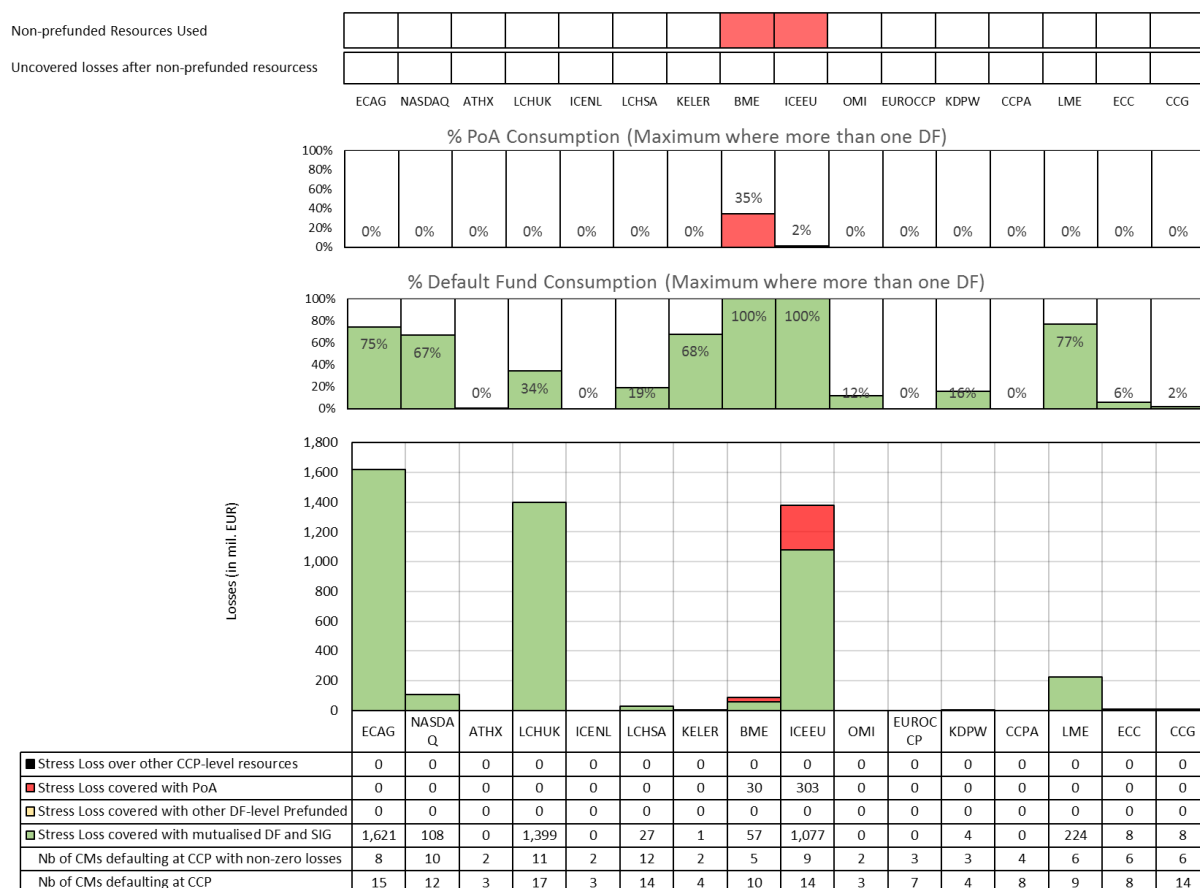 Non-prefunded Resources Used
Uncovered losses after non-prefunded resourcess
ECAG NASDAQ ATHX LCHUK ICENL LCHSA KELER BME ICEEU OMI EUROCCP KDPW CCPA LME ECC CCG
% PoA Consumption (Maximum where more than one DF)
100%
80%
60%
40%
20%
0%
0% 0% 0% 0% 0% 0% 0% 35% 2% 0% 0% 0% 0% 0% 0% 0%
% Default Fund Consumption (Maximum where more than one DF)
100%
80%
60%
40%
20%
0%
75% 67% 0% 34% 0% 19% 68% 100% 100% 12% 0% 16% 0% 77% 6% 2%
Losses (in mil. EUR)
1,800
1,600
1,400
1,200
1,000
800
600
400
200
0
ECAG NASDA Q ATHX LCHUK ICENL LCHSA KELER BME ICEEU OMI EUROC CP KDPW CCPA LME ECC CCG
Stress Loss over other CCP-level resources 0 0 0 0 0 0 0 0 0 0 0 0 0 0 0 0
Stress Loss covered with PoA 0 0 0 0 0 0 0 30 303 0 0 0 0 0 0 0
Stress Loss covered with other DF-level Prefunded 0 0 0 0 0 0 0 0 0 0 0 0 0 0 0 0
Stress Loss covered with mutualised DF and SIG 1,621 108 0 1,399 0 27 1 57 1,077 0 0 4 0 224 8 8
Nb of CMs defaulting at CCP with non-zero losses 8 10 2 11 2 12 2 5 9 2 3 3 4 6 6 6
Nb of CMs defaulting at CCP 15 12 3 17 3 14 4 10 14 3 7 4 8 9 8 14